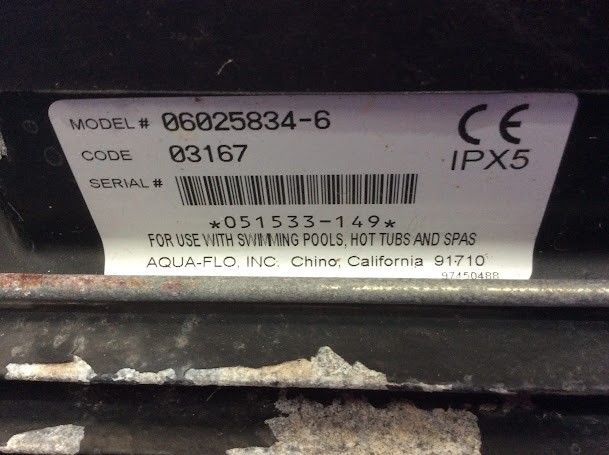 MODEL # 06025834-6
CODE 03167
CE
IPX5
SERIAL #
*051533-149*
FOR USE WITH SWIMMING POOLS, HOT TUBS AND SPAS
AQUA-FLO, INC. Chino, California 91710
97450488